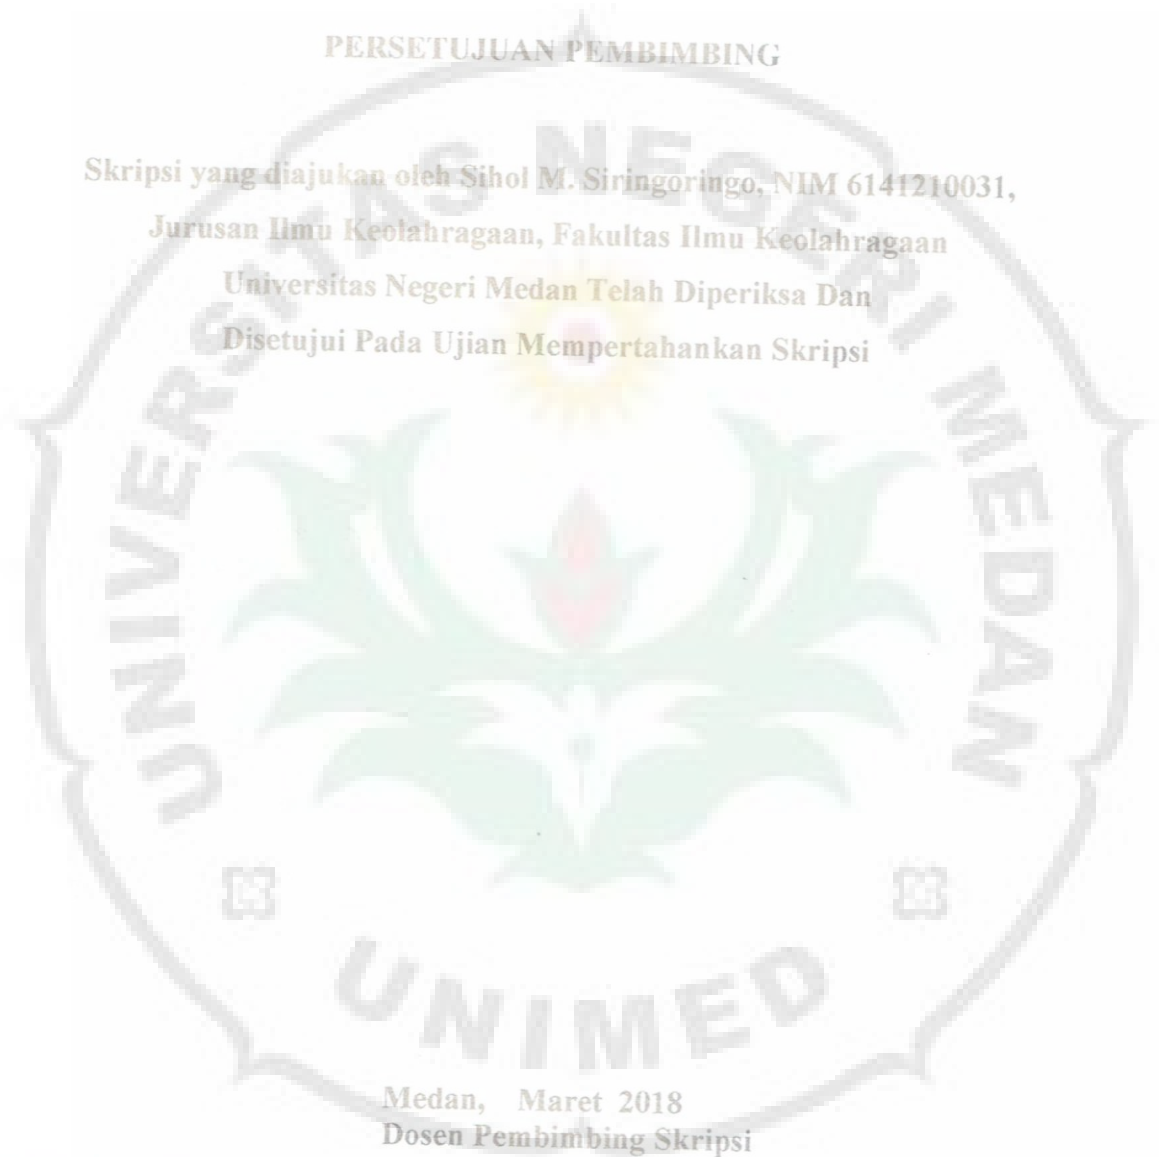 PERSETUJUAN PEMBIMBING
Skripsi yang diajukan oleh Sihol M. Siringoringo, NIM 6141210031,
Jurusan Ilmu Keolahragaan, Fakultas Ilmu Keolahragaan
Universitas Negeri Medan Telah Diperiksa Dan
Disetujui Pada Ujian Mempertahankan Skripsi
UNIVERSITAS NEGERI MEDAN
UNIMED
Medan, Maret 2018
Dosen Pembimbing Skripsi